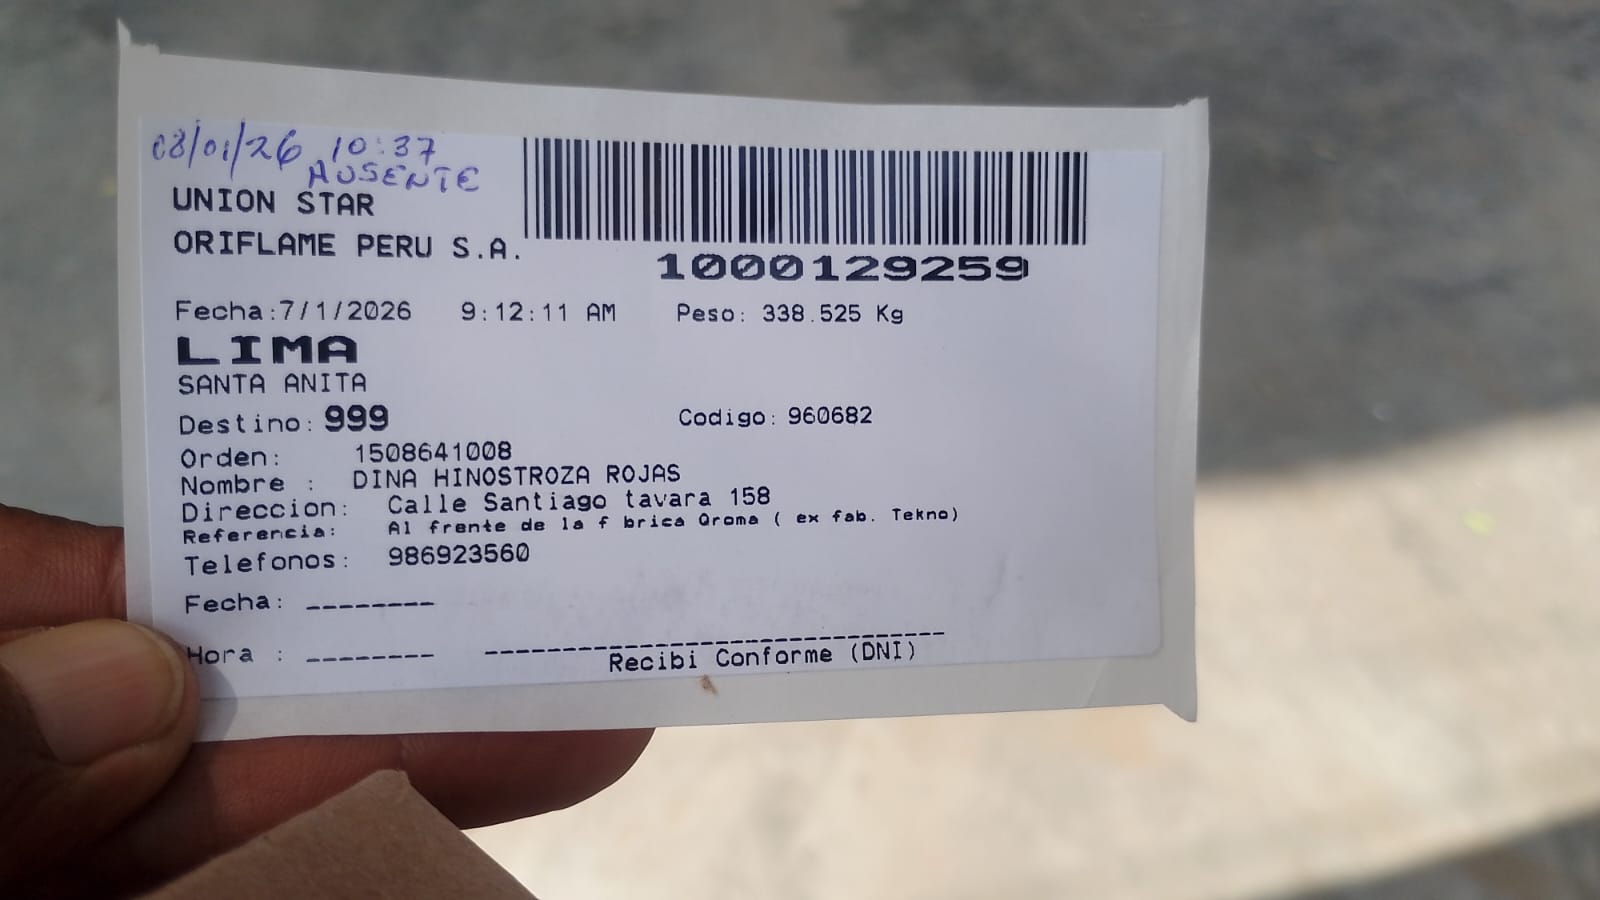 08/01/26 10:37
AUSENTE
UNION STAR
ORIFLAME PERU S.A.
1000129259
Fecha:7/1/2026 9:12:11 AM Peso: 338.525 Kg
LIMA
SANTA ANITA
Destino: 999 Codigo: 960682
Orden: 1508641008
Nombre : DINA HINOSTROZA ROJAS
Direccion: Calle Santiago tavara 158
Referencia: Al frente de la f brica Qroma ( ex fab. Tekno)
Telefonos: 986923560
Fecha: --------
Hora : --------
Recibi Conforme (DNI)